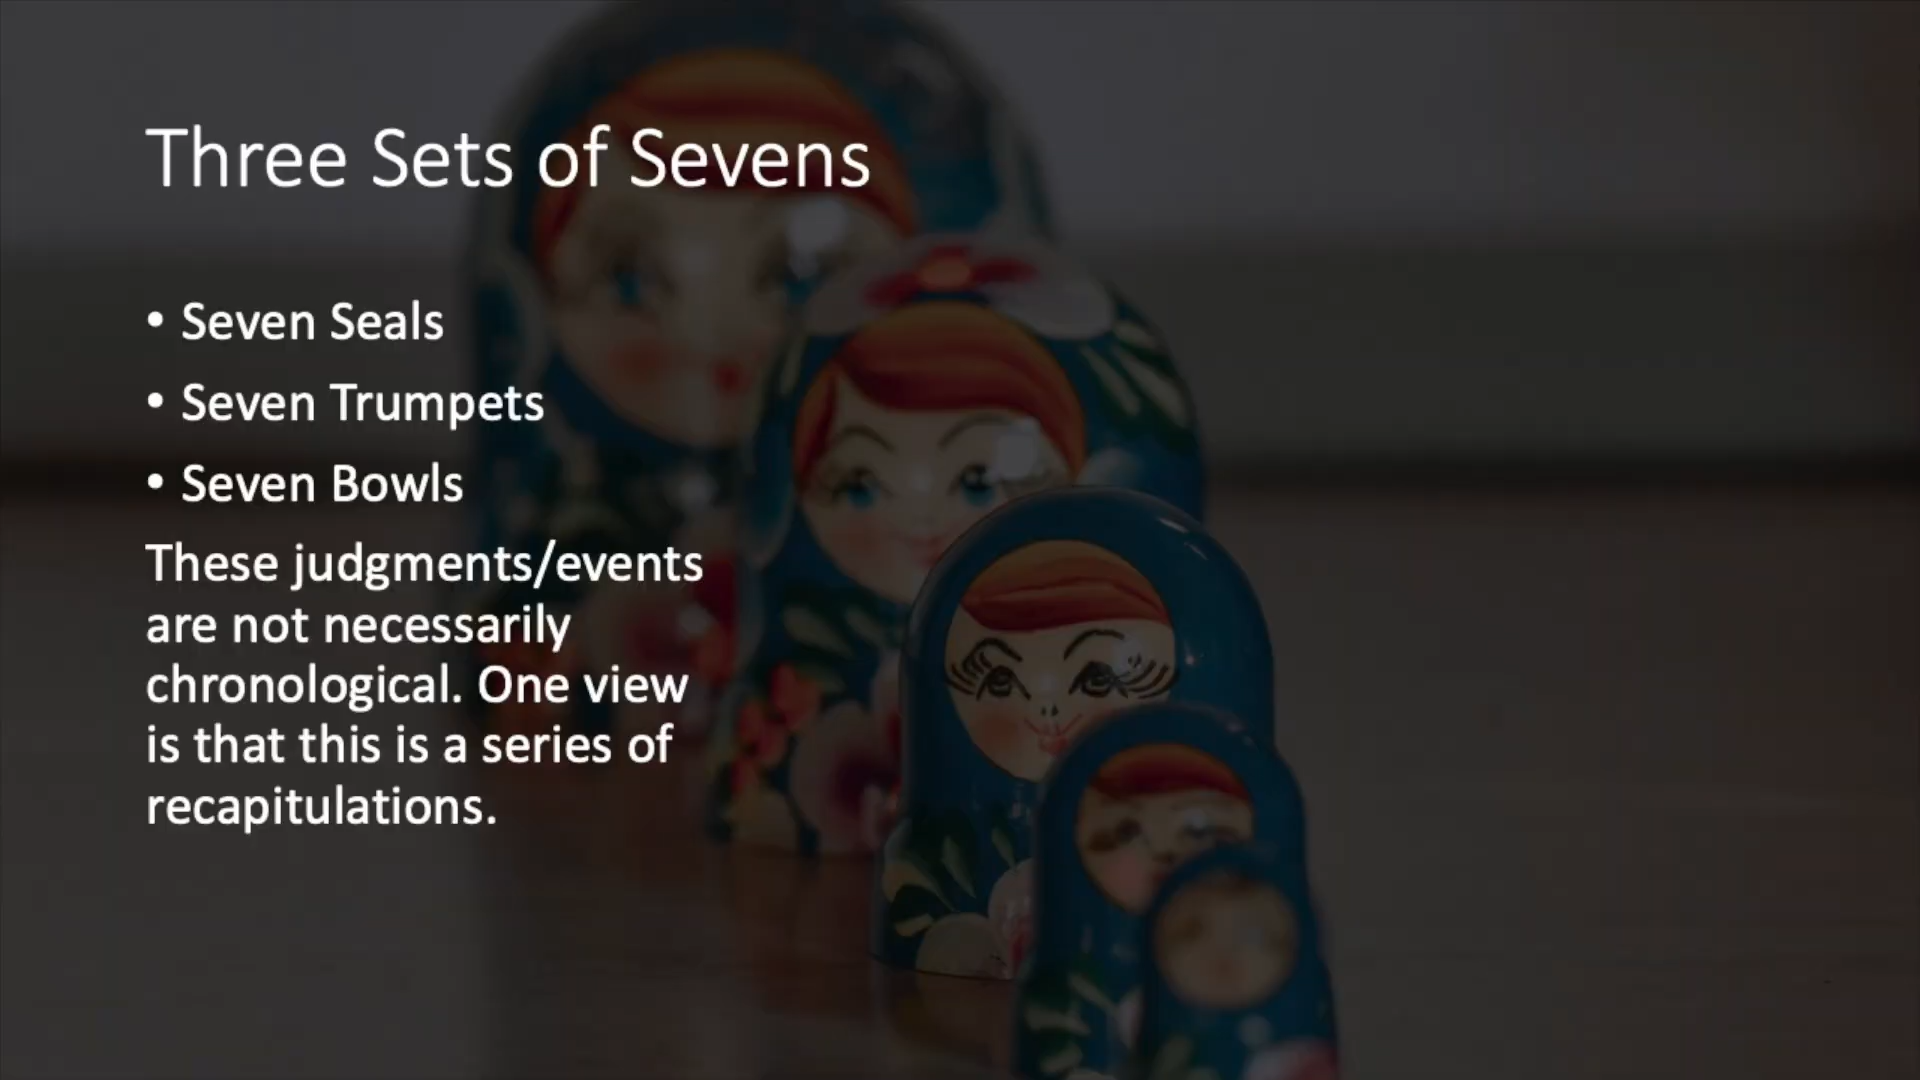 Three Sets of Sevens
• Seven Seals
• Seven Trumpets
• Seven Bowls
These judgments/events
are not necessarily
chronological. One view
is that this is a series of
recapitulations.